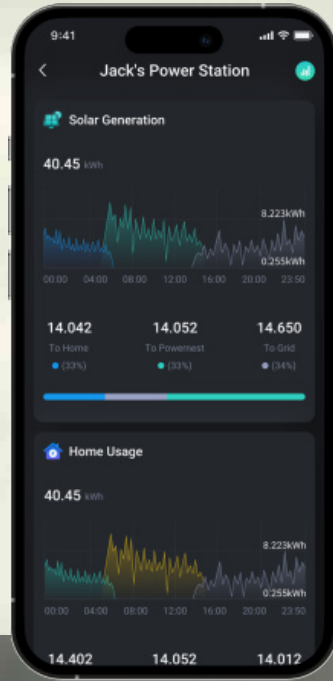 9:41
Jack's Power Station
Solar Generation
40.45 kWh
8.223kWh
0.255kWh
00:00 04:00 08:00 12:00 16:00 20:00 23:50
14.042 14.052 14.650
To Home To Powernest To Grid
(33%) (33%) (34%)
Home Usage
40.45 kWh
8.223kWh
0.255kWh
00:00 04:00 08:00 12:00 16:00 20:00 23:50
14.402 14.052 14.012